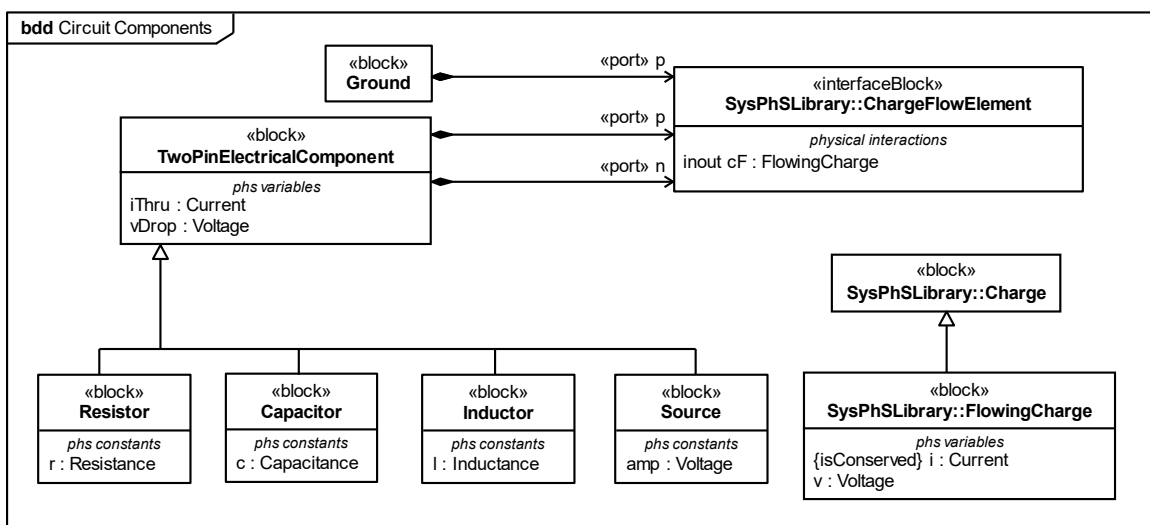 bdd Circuit Components
«block»
Ground
«port» p
«interfaceBlock»
SysPhSLibrary::ChargeFlowElement
physical interactions
inout cF : FlowingCharge
«block»
TwoPinElectricalComponent
phs variables
iThru : Current
vDrop : Voltage
«port» p
«port» n
«block»
SysPhSLibrary::Charge
«block»
Resistor
phs constants
r : Resistance
«block»
Capacitor
phs constants
c : Capacitance
«block»
Inductor
phs constants
l : Inductance
«block»
Source
phs constants
amp : Voltage
«block»
SysPhSLibrary::FlowingCharge
phs variables
{isConserved} i : Current
v : Voltage